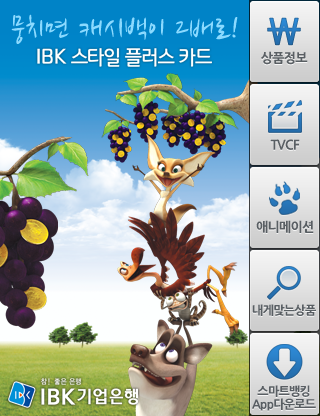 뭉치면 캐시백이 2배로!
IBK 스타일 플러스 카드
상품정보
TVCF
애니메이션
내게맞는상품
스마트뱅킹
App다운로드
참! 좋은 은행
IBK기업은행